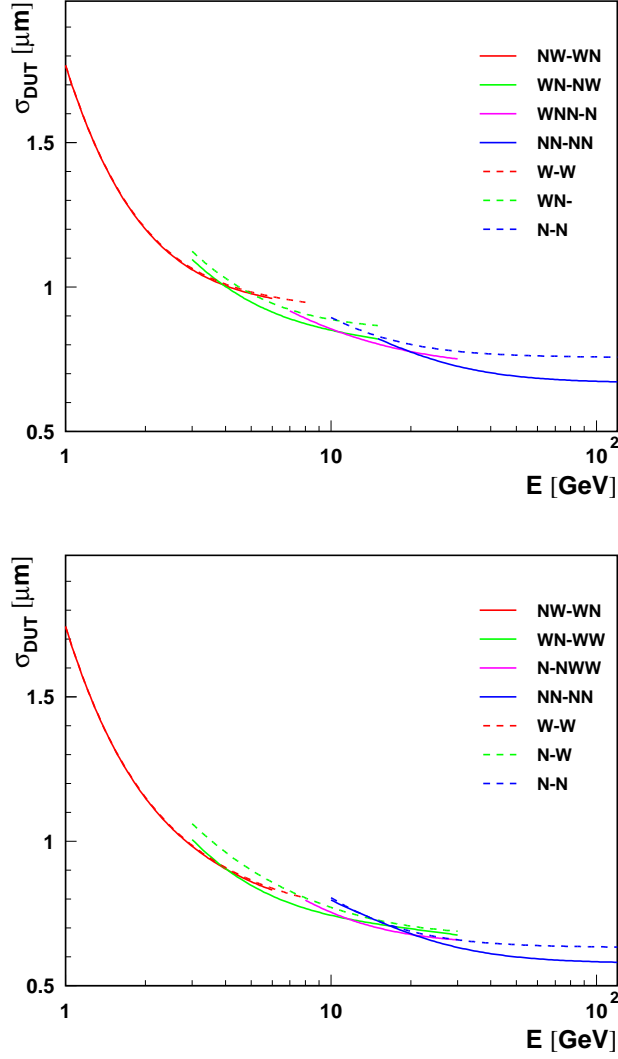 σDUT [μm]
NW-WN
WN-NW
WNN-N
NN-NN
W-W
WN-
N-N
1.5
1
0.5
1
10
10²
E [GeV]
σDUT [μm]
NW-WN
WN-WW
N-NWW
NN-NN
W-W
N-W
N-N
1.5
1
0.5
1
10
10²
E [GeV]